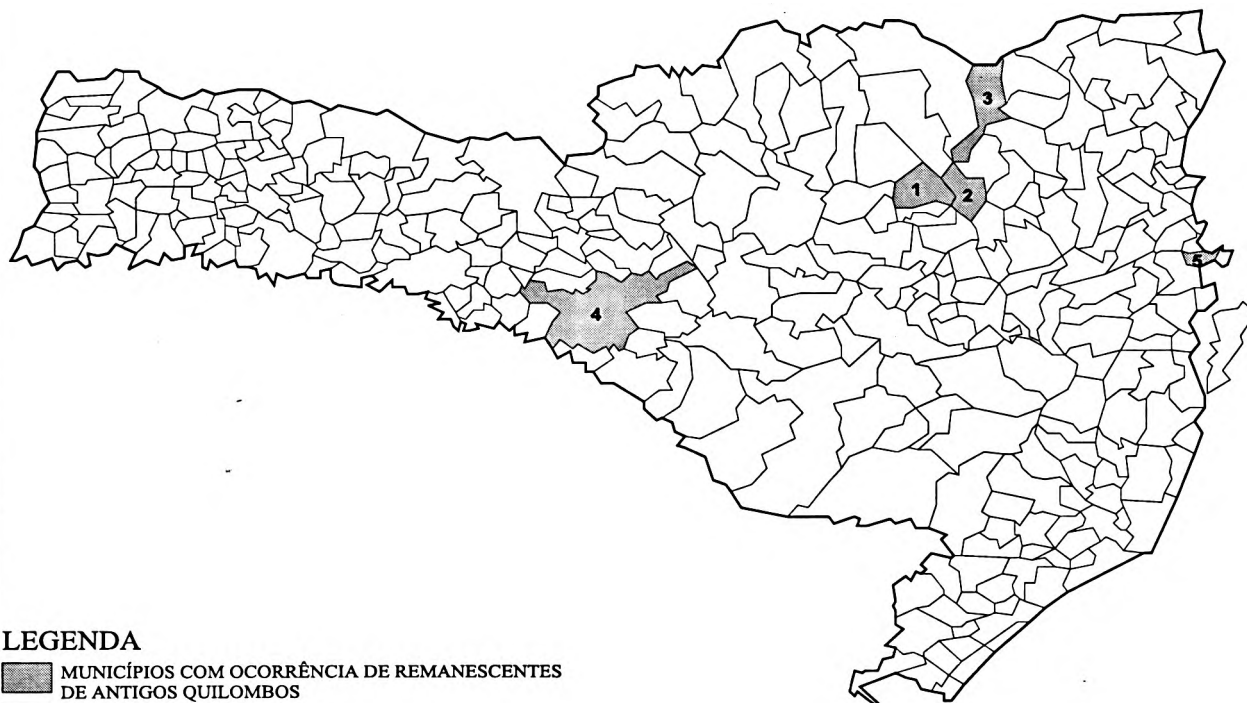 3
1
2
5
4
LEGENDA
MUNICÍPIOS COM OCORRÊNCIA DE REMANESCENTES
DE ANTIGOS QUILOMBOS